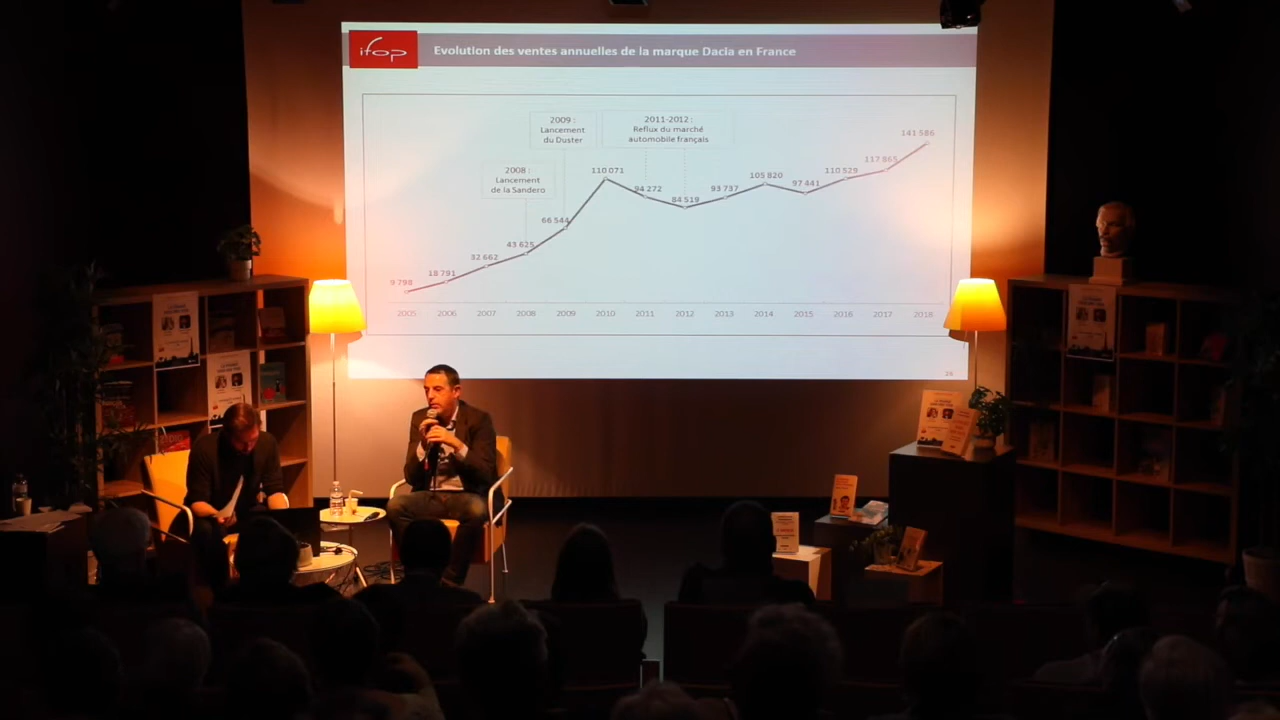 ifop
Evolution des ventes annuelles de la marque Dacia en France
2009 :
Lancement
du Duster
2011-2012 :
Reflux du marché
automobile français
2008 :
Lancement
de la Sandero
9 798
18 791
32 662
43 625
66 544
110 071
94 272
84 519
93 737
105 820
97 441
110 529
117 865
141 586
2005 2006 2007 2008 2009 2010 2011 2012 2013 2014 2015 2016 2017 2018